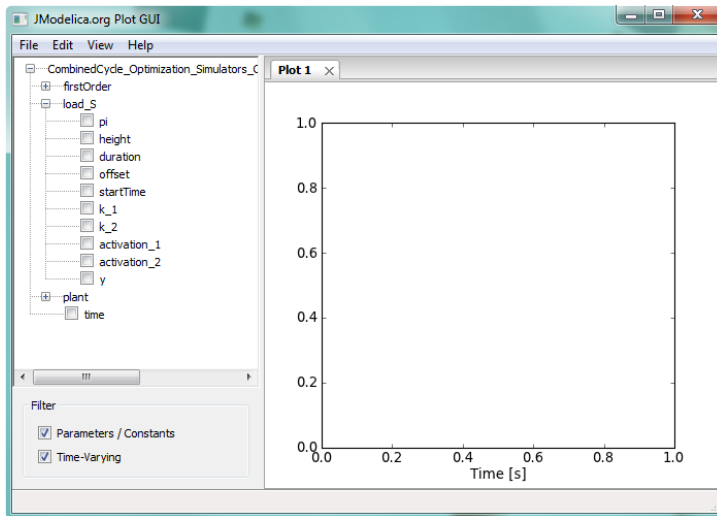 JModelica.org Plot GUI
File Edit View Help
CombinedCycle_Optimization_Simulators_C
firstOrder
load_S
pi
height
duration
offset
startTime
k_1
k_2
activation_1
activation_2
y
plant
time
Filter
Parameters / Constants
Time-Varying
Plot 1
1.0
0.8
0.6
0.4
0.2
0.0
0.0 0.2 0.4 0.6 0.8 1.0
Time [s]